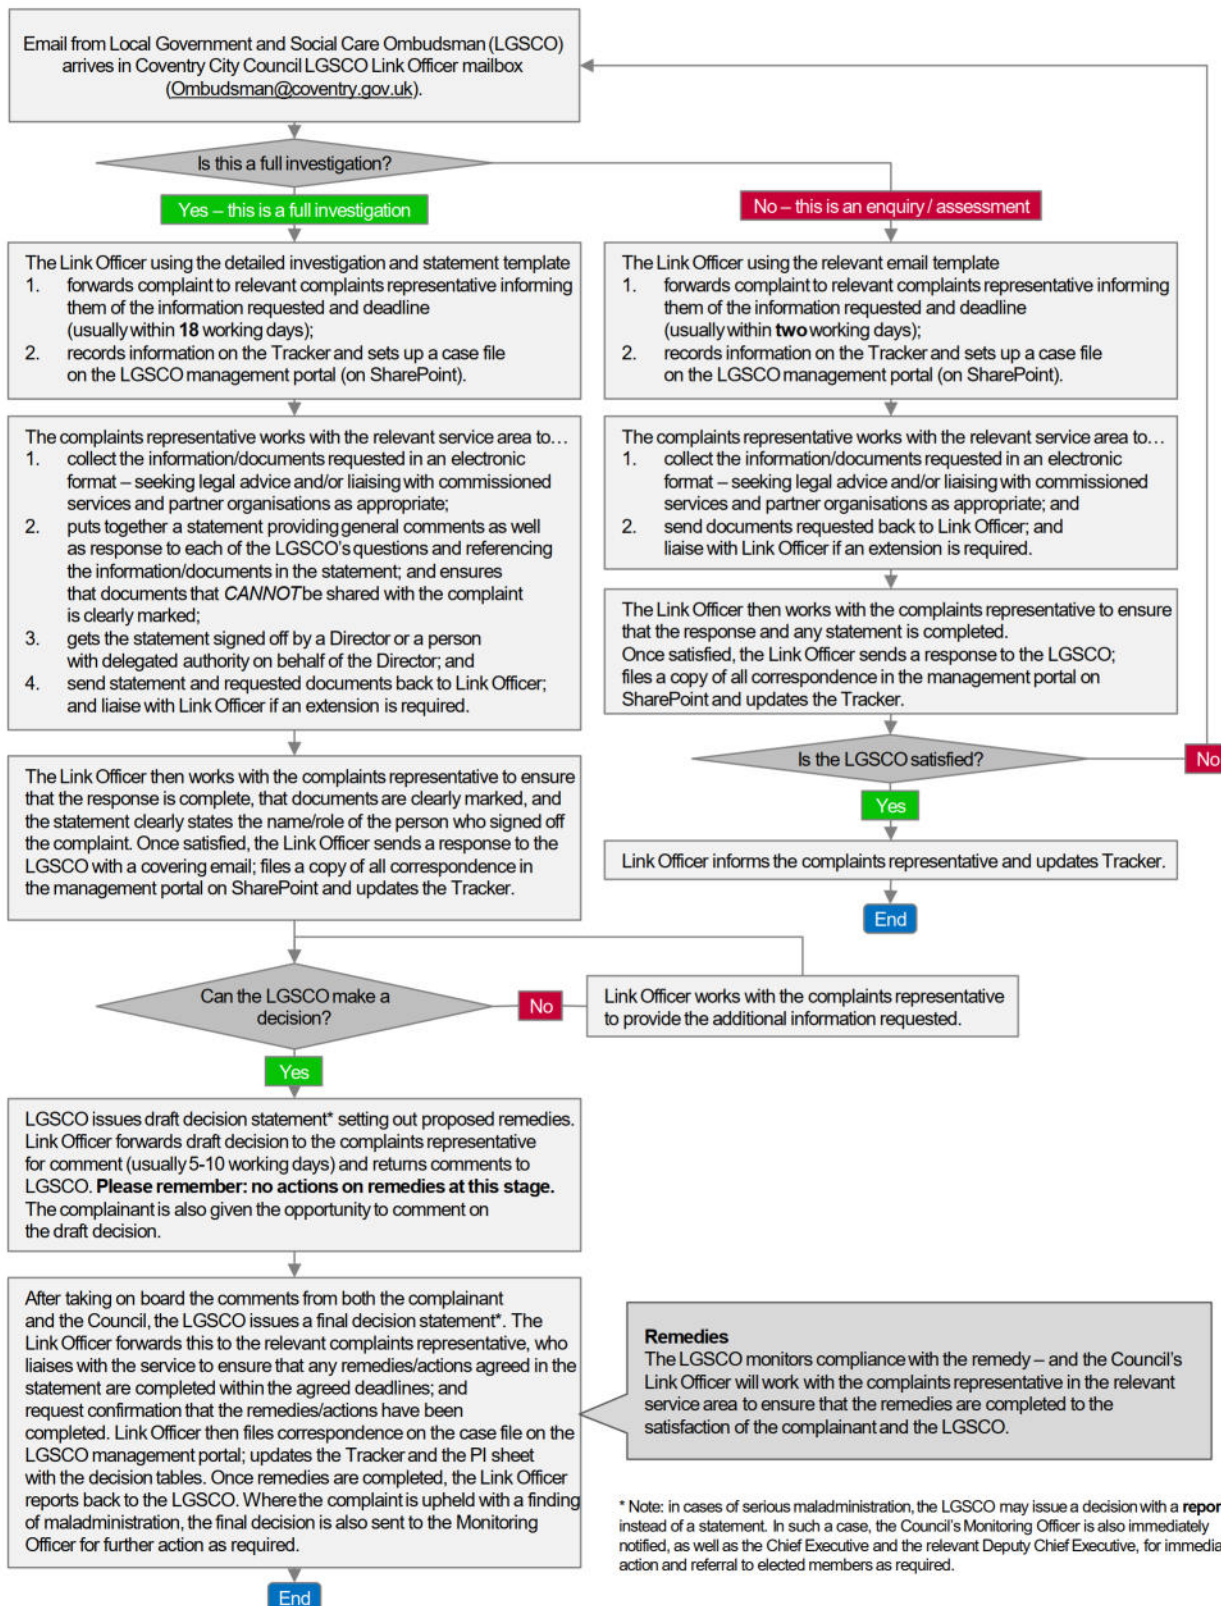 Email from Local Government and Social Care Ombudsman (LGSCO)
arrives in Coventry City Council LGSCO Link Officer mailbox
(Ombudsman@coventry.gov.uk).
Is this a full investigation?
Yes – this is a full investigation
No – this is an enquiry / assessment
The Link Officer using the detailed investigation and statement template
1. forwards complaint to relevant complaints representative informing
them of the information requested and deadline
(usually within 18 working days);
2. records information on the Tracker and sets up a case file
on the LGSCO management portal (on SharePoint).
The Link Officer using the relevant email template
1. forwards complaint to relevant complaints representative informing
them of the information requested and deadline
(usually within two working days);
2. records information on the Tracker and sets up a case file
on the LGSCO management portal (on SharePoint).
The complaints representative works with the relevant service area to…
1. collect the information/documents requested in an electronic
format – seeking legal advice and/or liaising with commissioned
services and partner organisations as appropriate;
2. puts together a statement providing general comments as well
as response to each of the LGSCO's questions and referencing
the information/documents in the statement; and ensures
that documents that CANNOT be shared with the complaint
is clearly marked;
3. gets the statement signed off by a Director or a person
with delegated authority on behalf of the Director; and
4. send statement and requested documents back to Link Officer;
and liaise with Link Officer if an extension is required.
The complaints representative works with the relevant service area to…
1. collect the information/documents requested in an electronic
format – seeking legal advice and/or liaising with commissioned
services and partner organisations as appropriate; and
2. send documents requested back to Link Officer; and
liaise with Link Officer if an extension is required.
The Link Officer then works with the complaints representative to ensure
that the response and any statement is completed.
Once satisfied, the Link Officer sends a response to the LGSCO;
files a copy of all correspondence in the management portal on
SharePoint and updates the Tracker.
Is the LGSCO satisfied?
No
Yes
Link Officer informs the complaints representative and updates Tracker.
End
The Link Officer then works with the complaints representative to ensure
that the response is complete, that documents are clearly marked, and
the statement clearly states the name/role of the person who signed off
the complaint. Once satisfied, the Link Officer sends a response to the
LGSCO with a covering email; files a copy of all correspondence in
the management portal on SharePoint and updates the Tracker.
Can the LGSCO make a
decision?
No
Link Officer works with the complaints representative
to provide the additional information requested.
Yes
LGSCO issues draft decision statement* setting out proposed remedies.
Link Officer forwards draft decision to the complaints representative
for comment (usually 5-10 working days) and returns comments to
LGSCO. Please remember: no actions on remedies at this stage.
The complainant is also given the opportunity to comment on
the draft decision.
After taking on board the comments from both the complainant
and the Council, the LGSCO issues a final decision statement*. The
Link Officer forwards this to the relevant complaints representative, who
liaises with the service to ensure that any remedies/actions agreed in the
statement are completed within the agreed deadlines; and
request confirmation that the remedies/actions have been
completed. Link Officer then files correspondence on the case file on the
LGSCO management portal; updates the Tracker and the PI sheet
with the decision tables. Once remedies are completed, the Link Officer
reports back to the LGSCO. Where the complaint is upheld with a finding
of maladministration, the final decision is also sent to the Monitoring
Officer for further action as required.
End
Remedies
The LGSCO monitors compliance with the remedy – and the Council's
Link Officer will work with the complaints representative in the relevant
service area to ensure that the remedies are completed to the
satisfaction of the complainant and the LGSCO.
* Note: in cases of serious maladministration, the LGSCO may issue a decision with a repor
instead of a statement. In such a case, the Council's Monitoring Officer is also immediately
notified, as well as the Chief Executive and the relevant Deputy Chief Executive, for immedia
action and referral to elected members as required.